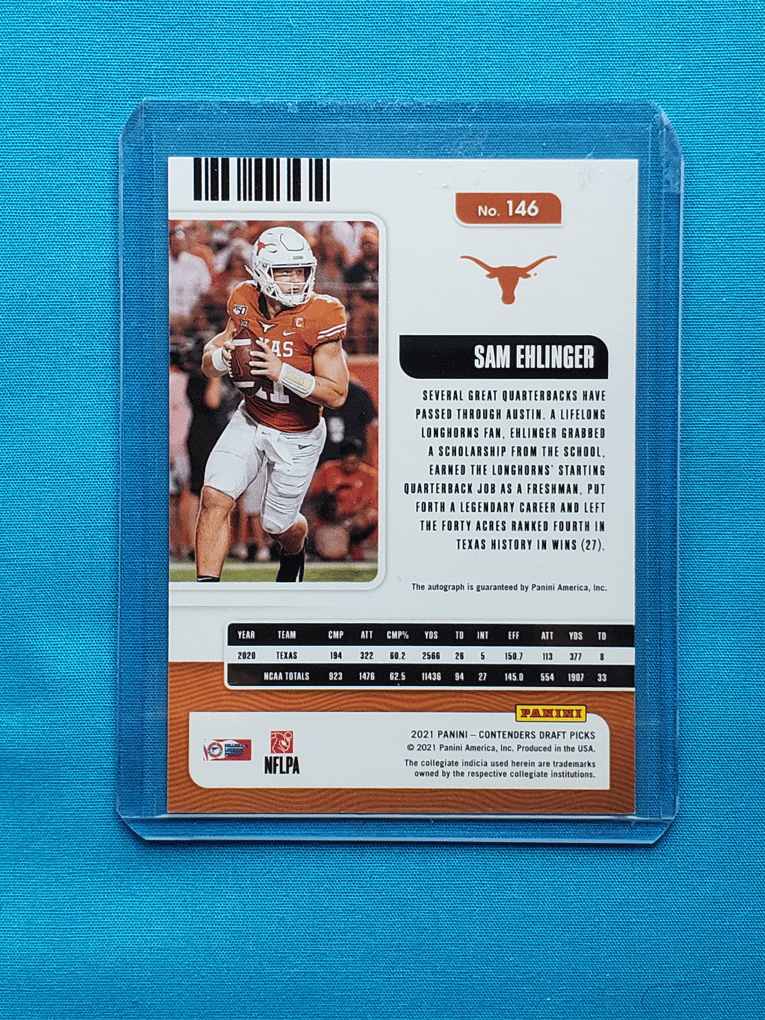 No. 146
SAM EHLINGER
SEVERAL GREAT QUARTERBACKS HAVE
PASSED THROUGH AUSTIN. A LIFELONG
LONGHORNS FAN, EHLINGER GRABBED
A SCHOLARSHIP FROM THE SCHOOL,
EARNED THE LONGHORNS' STARTING
QUARTERBACK JOB AS A FRESHMAN, PUT
FORTH A LEGENDARY CAREER AND LEFT
THE FORTY ACRES RANKED FOURTH IN
TEXAS HISTORY IN WINS (27).
The autograph is guaranteed by Panini America, Inc.
YEAR TEAM CMP ATT CMP% YDS TD INT EFF ATT YDS TD
2020 TEXAS 194 322 60.2 2566 26 5 150.7 113 377 8
NCAA TOTALS 923 1476 62.5 11436 94 27 145.0 554 1907 33
PANINI
2021 PANINI – CONTENDERS DRAFT PICKS
© 2021 Panini America, Inc. Produced in the USA.
The collegiate indicia used herein are trademarks
owned by the respective collegiate institutions.
NFLPA